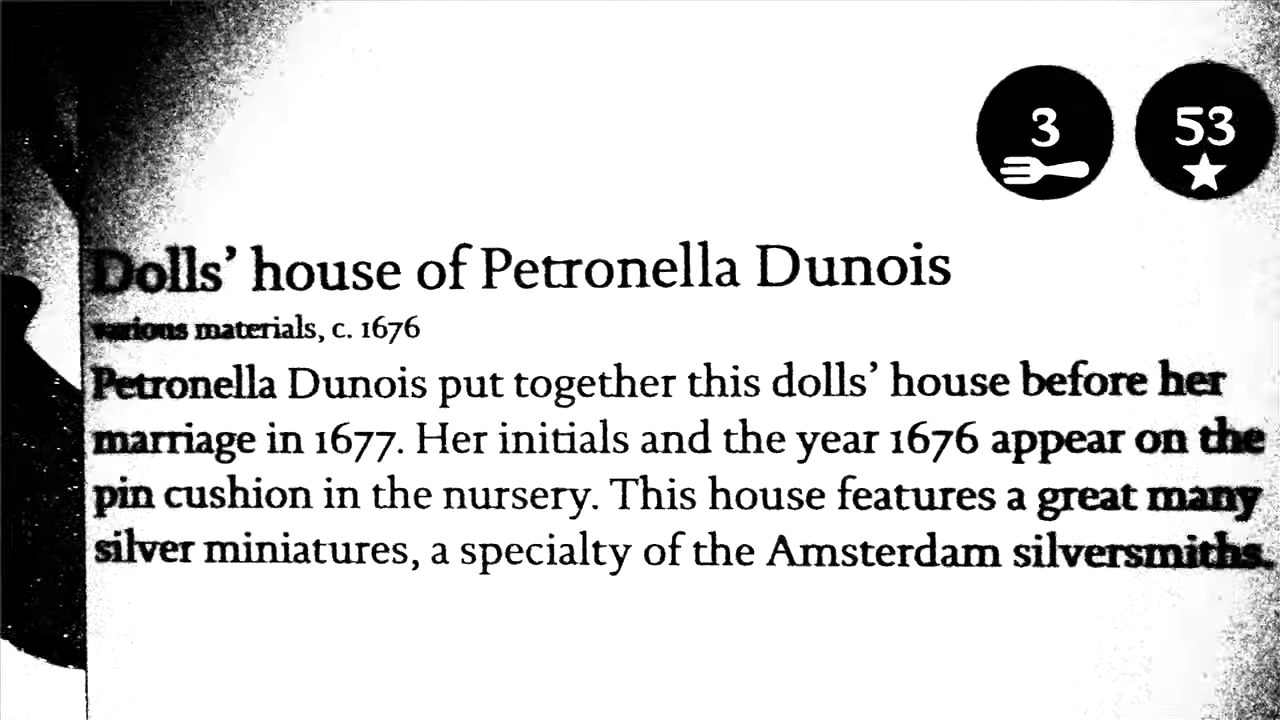 3 53
Dolls’ house of Petronella Dunois
various materials, c. 1676
Petronella Dunois put together this dolls’ house before her
marriage in 1677. Her initials and the year 1676 appear on the
pin cushion in the nursery. This house features a great many
silver miniatures, a specialty of the Amsterdam silversmiths.